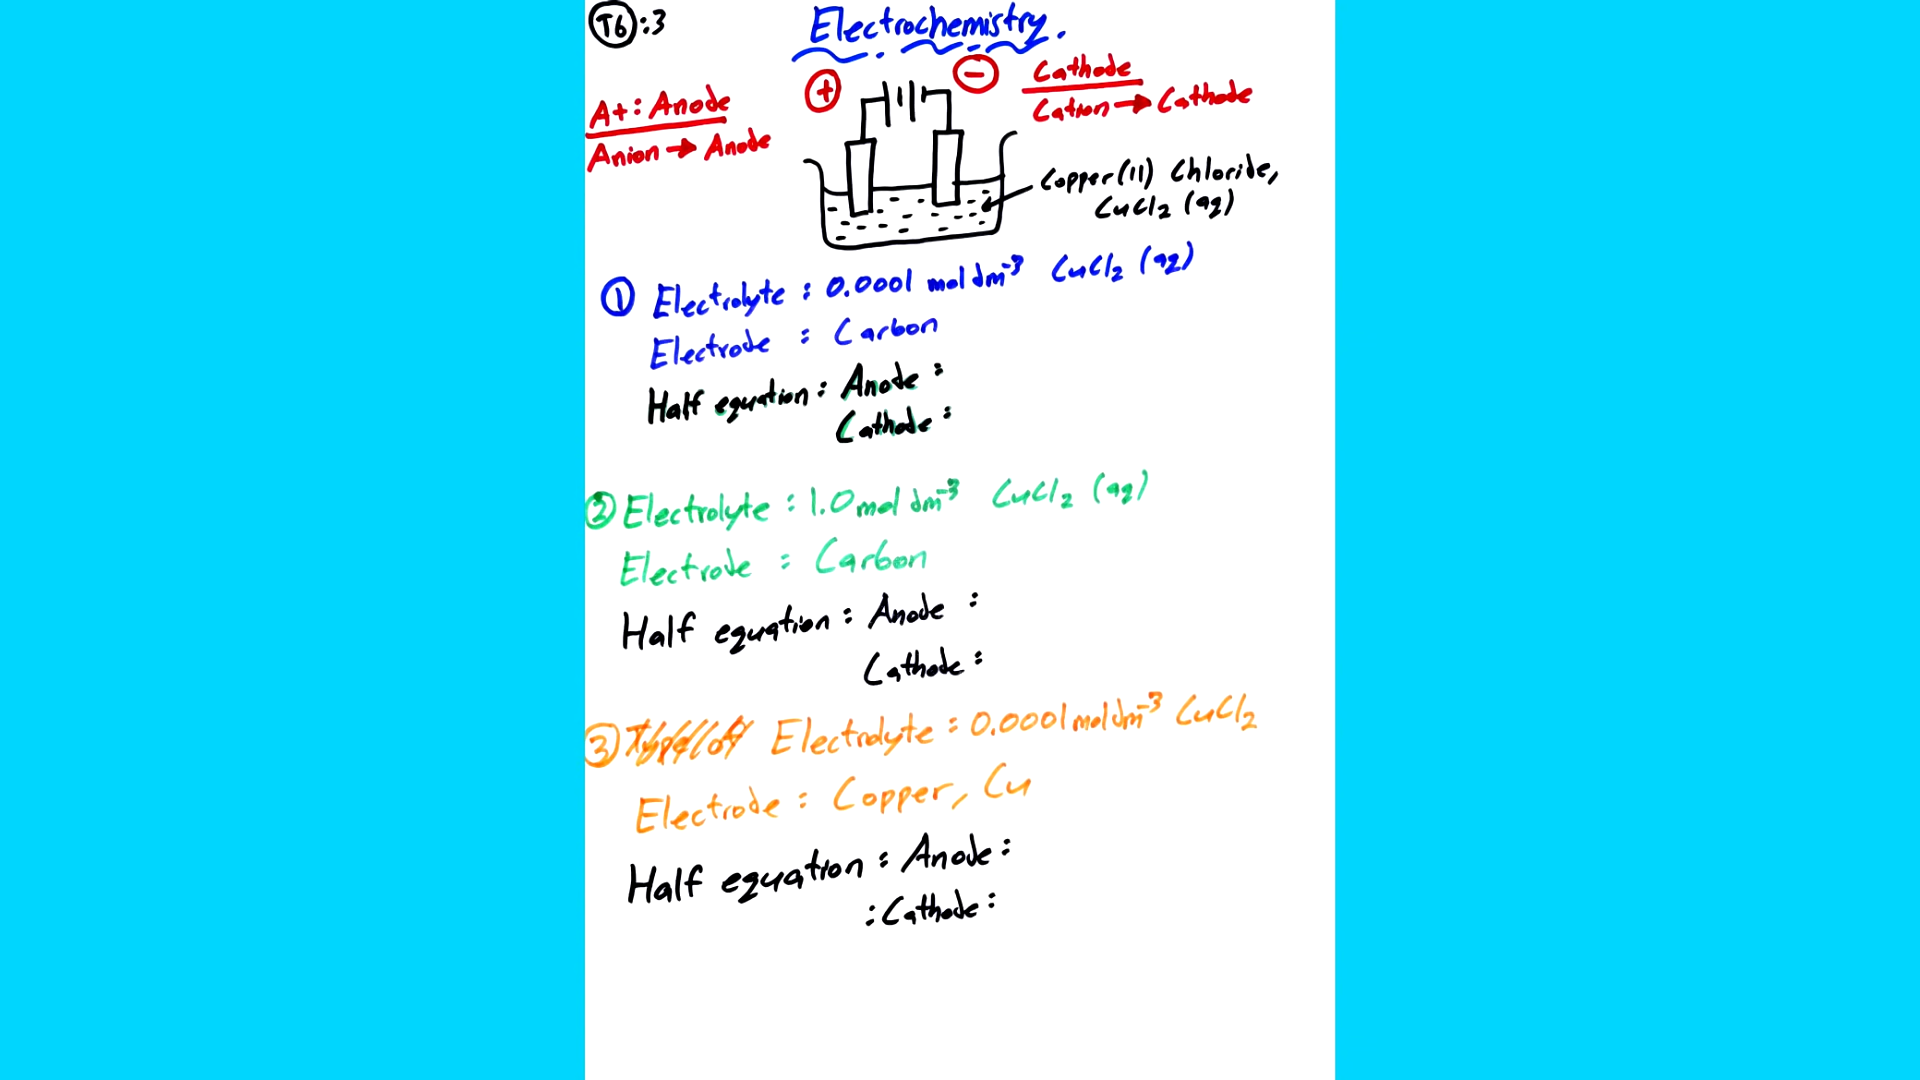 T6:3
Electrochemistry.
+
-
Cathode
Cation → Cathode
A+: Anode
Anion → Anode
Copper(II) Chloride,
CuCl₂ (aq)
① Electrolyte : 0.0001 mol dm⁻³ CuCl₂ (aq)
Electrode : Carbon
Half equation : Anode :
Cathode :
② Electrolyte : 1.0 mol dm⁻³ CuCl₂ (aq)
Electrode : Carbon
Half equation : Anode :
Cathode :
③ Electrolyte : 0.0001 mol dm⁻³ CuCl₂
Electrode : Copper, Cu
Half equation : Anode :
: Cathode :